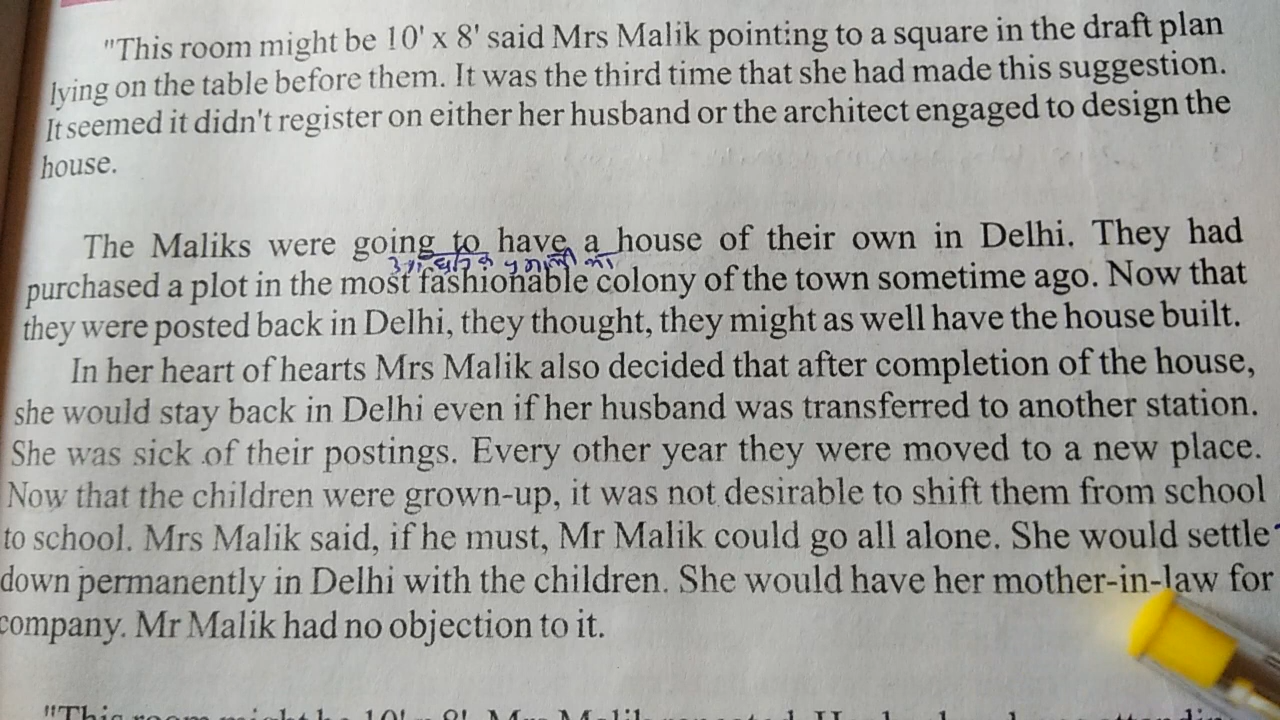 "This room might be 10' x 8' said Mrs Malik pointing to a square in the draft plan
lying on the table before them. It was the third time that she had made this suggestion.
It seemed it didn't register on either her husband or the architect engaged to design the
house.
The Maliks were going to have a house of their own in Delhi. They had
purchased a plot in the most fashionable colony of the town sometime ago. Now that
they were posted back in Delhi, they thought, they might as well have the house built.
In her heart of hearts Mrs Malik also decided that after completion of the house,
she would stay back in Delhi even if her husband was transferred to another station.
She was sick of their postings. Every other year they were moved to a new place.
Now that the children were grown-up, it was not desirable to shift them from school
to school. Mrs Malik said, if he must, Mr Malik could go all alone. She would settle
down permanently in Delhi with the children. She would have her mother-in-law for
company. Mr Malik had no objection to it.
"This room might be 10' x 8' Mrs Malik repeated.